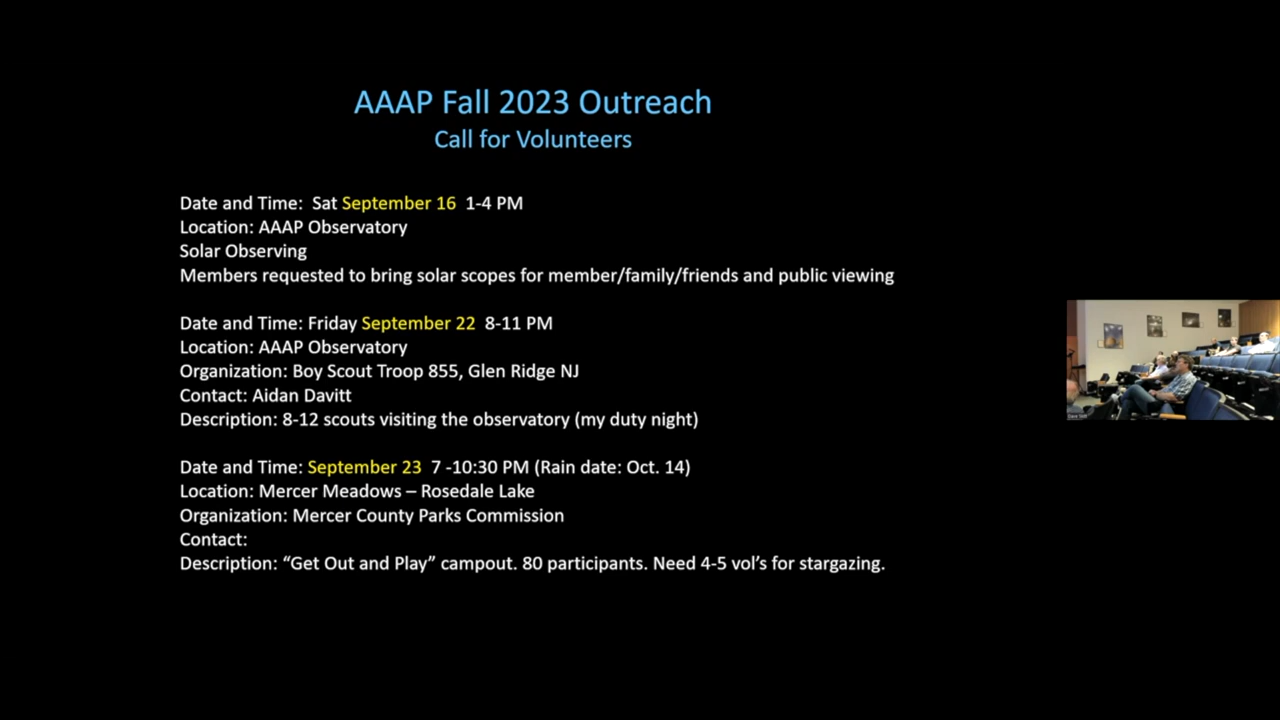 AAAP Fall 2023 Outreach
Call for Volunteers
Date and Time:  Sat September 16  1-4 PM
Location: AAAP Observatory
Solar Observing
Members requested to bring solar scopes for member/family/friends and public viewing
Date and Time: Friday September 22  8-11 PM
Location: AAAP Observatory
Organization: Boy Scout Troop 855, Glen Ridge NJ
Contact: Aidan Davitt
Description: 8-12 scouts visiting the observatory (my duty night)
Date and Time: September 23  7 -10:30 PM (Rain date: Oct. 14)
Location: Mercer Meadows – Rosedale Lake
Organization: Mercer County Parks Commission
Contact:
Description: “Get Out and Play” campout. 80 participants. Need 4-5 vol’s for stargazing.